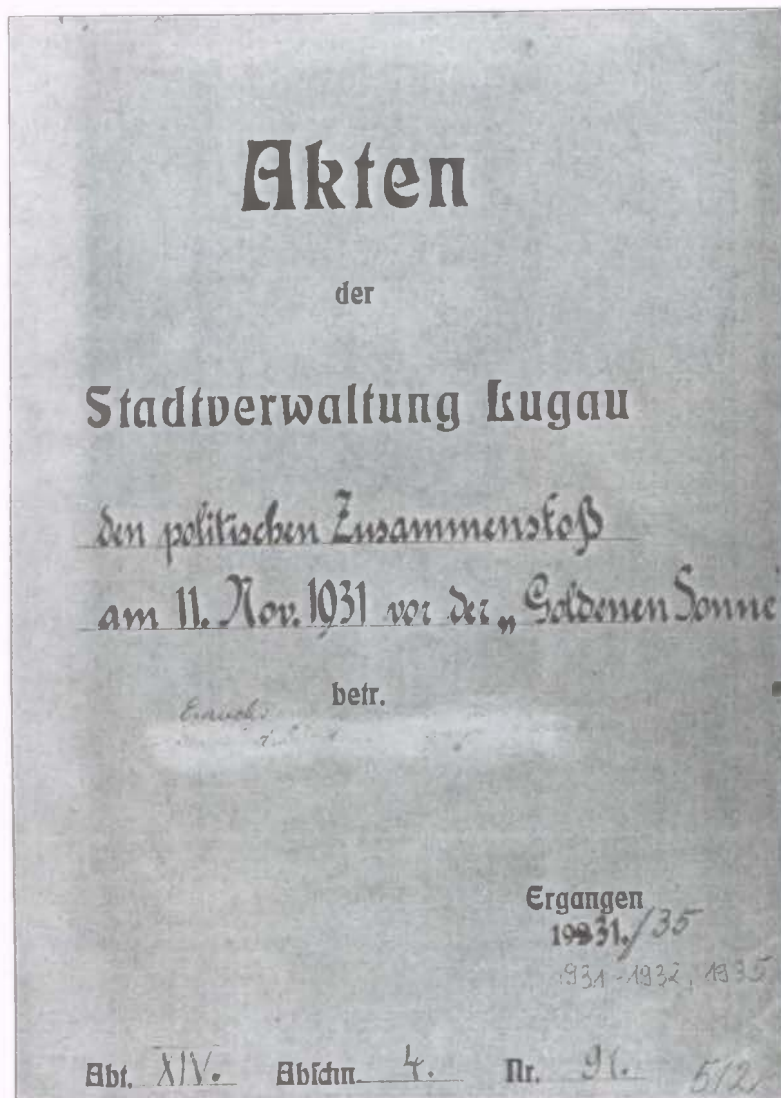 Akten
der
Stadtverwaltung Lugau
den politischen Zusammenstoß
am 11. Nov. 1931 vor der „Goldenen Sonne
betr.
Ergangen
1931./35
1931-1932, 1935
Abt. XIV. Abschn. 4. Nr. 91. 512